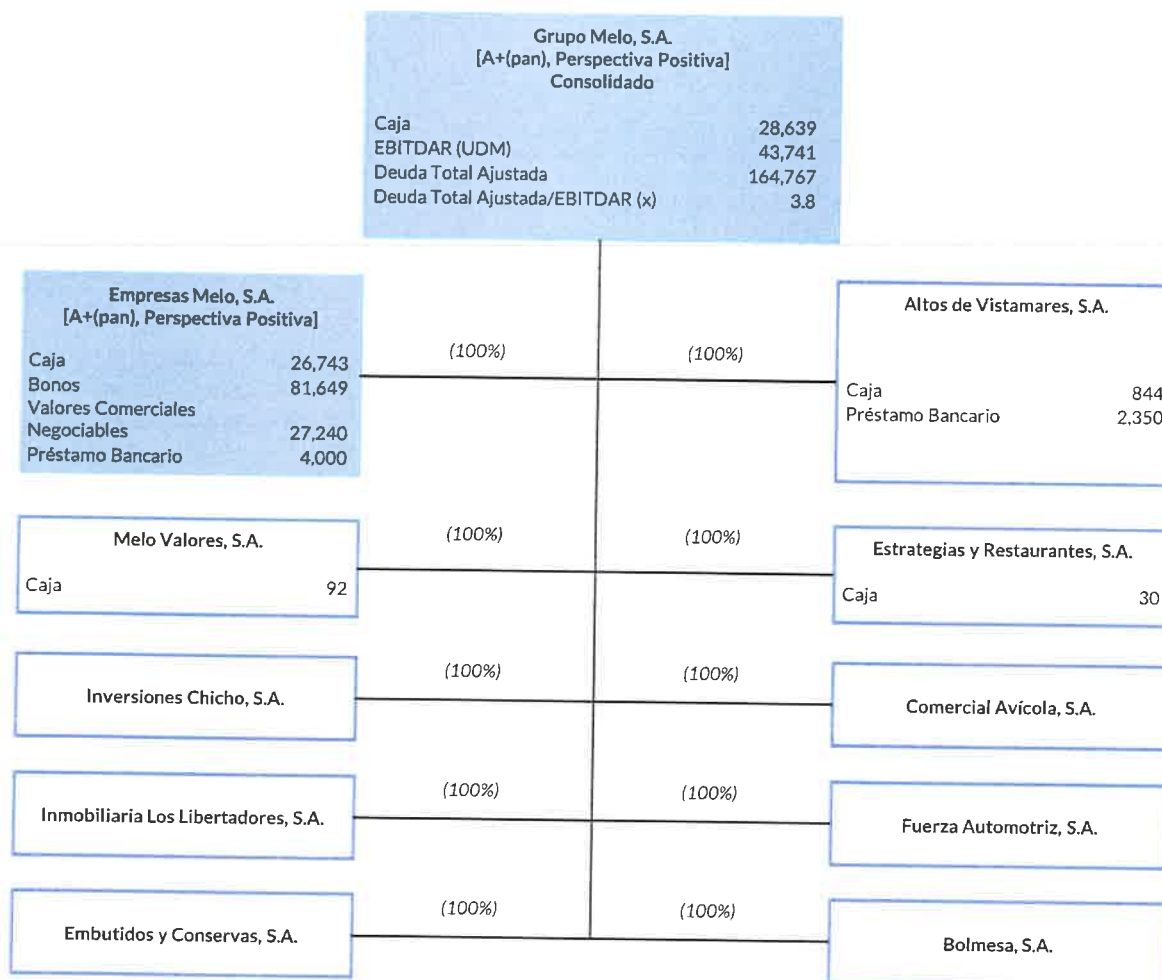 Grupo Melo, S.A.
[A+(pan), Perspectiva Positiva]
Consolidado
Caja 28,639
EBITDAR (UDM) 43,741
Deuda Total Ajustada 164,767
Deuda Total Ajustada/EBITDAR (x) 3.8
Empresas Melo, S.A.
[A+(pan), Perspectiva Positiva]
Caja 26,743
Bonos 81,649
Valores Comerciales
Negociables 27,240
Préstamo Bancario 4,000
(100%)
(100%)
Altos de Vistamares, S.A.
Caja 844
Préstamo Bancario 2,350
Melo Valores, S.A.
Caja 92
(100%)
(100%)
Estrategias y Restaurantes, S.A.
Caja 30
Inversiones Chicho, S.A.
(100%)
(100%)
Comercial Avícola, S.A.
Inmobiliaria Los Libertadores, S.A.
(100%)
(100%)
Fuerza Automotriz, S.A.
Embutidos y Conservas, S.A.
(100%)
(100%)
Bolmesa, S.A.